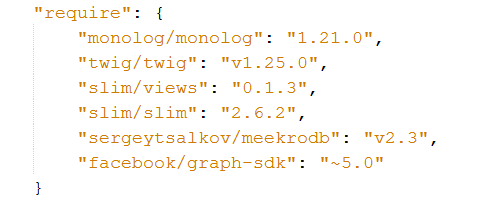 "require": {
"monolog/monolog": "1.21.0",
"twig/twig": "v1.25.0",
"slim/views": "0.1.3",
"slim/slim": "2.6.2",
"sergeytsalkov/meekrodb": "v2.3",
"facebook/graph-sdk": "~5.0"
}